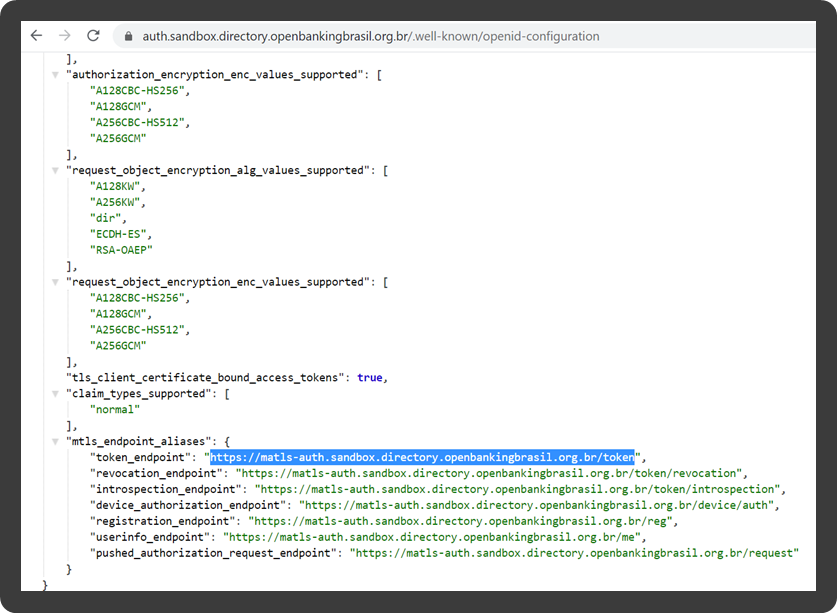 auth.sandbox.directory.openbankingbrasil.org.br/.well-known/openid-configuration
],
"authorization_encryption_enc_values_supported": [
"A128CBC-HS256",
"A128GCM",
"A256CBC-HS512",
"A256GCM"
],
"request_object_encryption_alg_values_supported": [
"A128KW",
"A256KW",
"dir",
"ECDH-ES",
"RSA-OAEP"
],
"request_object_encryption_enc_values_supported": [
"A128CBC-HS256",
"A128GCM",
"A256CBC-HS512",
"A256GCM"
],
"tls_client_certificate_bound_access_tokens": true,
"claim_types_supported": [
"normal"
],
"mtls_endpoint_aliases": {
"token_endpoint": "https://matls-auth.sandbox.directory.openbankingbrasil.org.br/token",
"revocation_endpoint": "https://matls-auth.sandbox.directory.openbankingbrasil.org.br/token/revocation",
"introspection_endpoint": "https://matls-auth.sandbox.directory.openbankingbrasil.org.br/token/introspection",
"device_authorization_endpoint": "https://matls-auth.sandbox.directory.openbankingbrasil.org.br/device/auth",
"registration_endpoint": "https://matls-auth.sandbox.directory.openbankingbrasil.org.br/reg",
"userinfo_endpoint": "https://matls-auth.sandbox.directory.openbankingbrasil.org.br/me",
"pushed_authorization_request_endpoint": "https://matls-auth.sandbox.directory.openbankingbrasil.org.br/request"
}
}